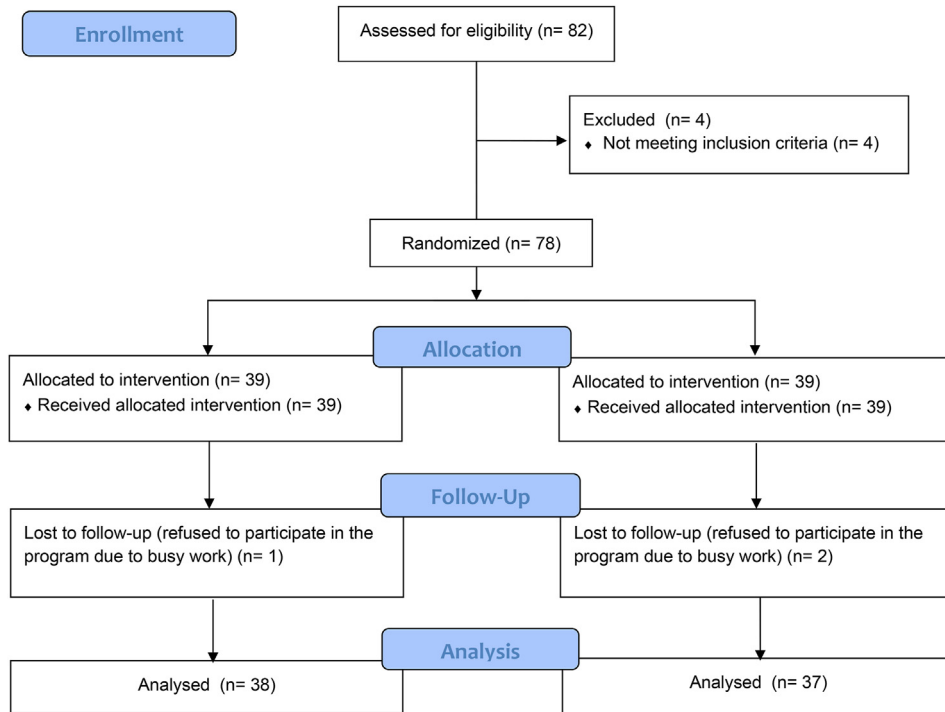 Enrollment
Assessed for eligibility (n= 82)
Excluded (n= 4)
♦ Not meeting inclusion criteria (n= 4)
Randomized (n= 78)
Allocation
Allocated to intervention (n= 39)
♦ Received allocated intervention (n= 39)
Allocated to intervention (n= 39)
♦ Received allocated intervention (n= 39)
Follow-Up
Lost to follow-up (refused to participate in the
program due to busy work) (n= 1)
Lost to follow-up (refused to participate in the
program due to busy work) (n= 2)
Analysis
Analysed (n= 38)
Analysed (n= 37)